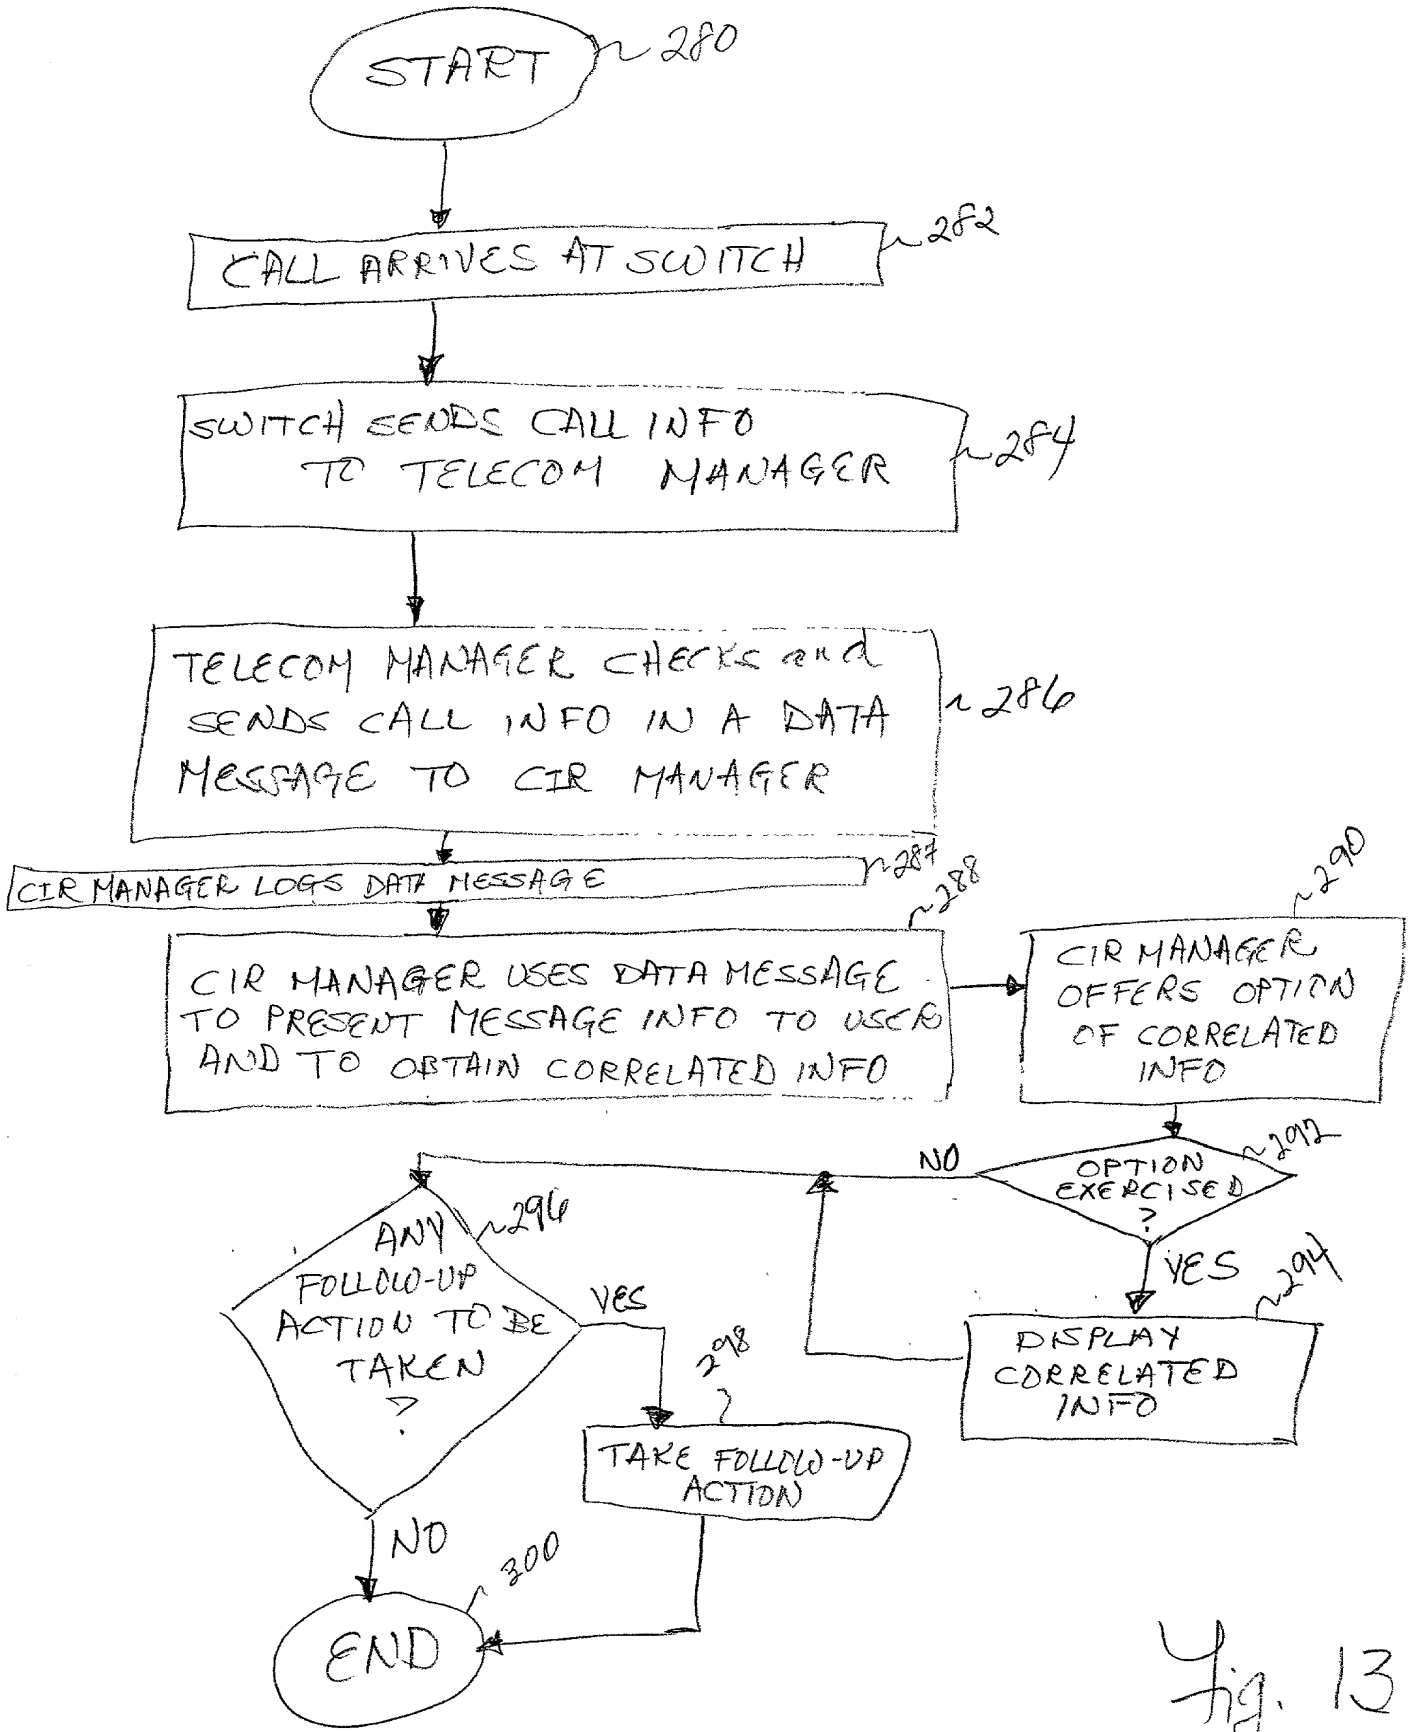 START
280
CALL ARRIVES AT SWITCH
282
SWITCH SENDS CALL INFO
TO TELECOM MANAGER
284
TELECOM MANAGER CHECKS and
SENDS CALL INFO IN A DATA
MESSAGE TO CIR MANAGER
286
CIR MANAGER LOGS DATA MESSAGE
287
288
CIR MANAGER USES DATA MESSAGE
TO PRESENT MESSAGE INFO TO USER
AND TO OBTAIN CORRELATED INFO
290
CIR MANAGER
OFFERS OPTION
OF CORRELATED
INFO
292
OPTION
EXERCISED
?
NO
YES
294
DISPLAY
CORRELATED
INFO
296
ANY
FOLLOW-UP
ACTION TO BE
TAKEN
?
YES
298
TAKE FOLLOW-UP
ACTION
NO
300
END
Fig. 13